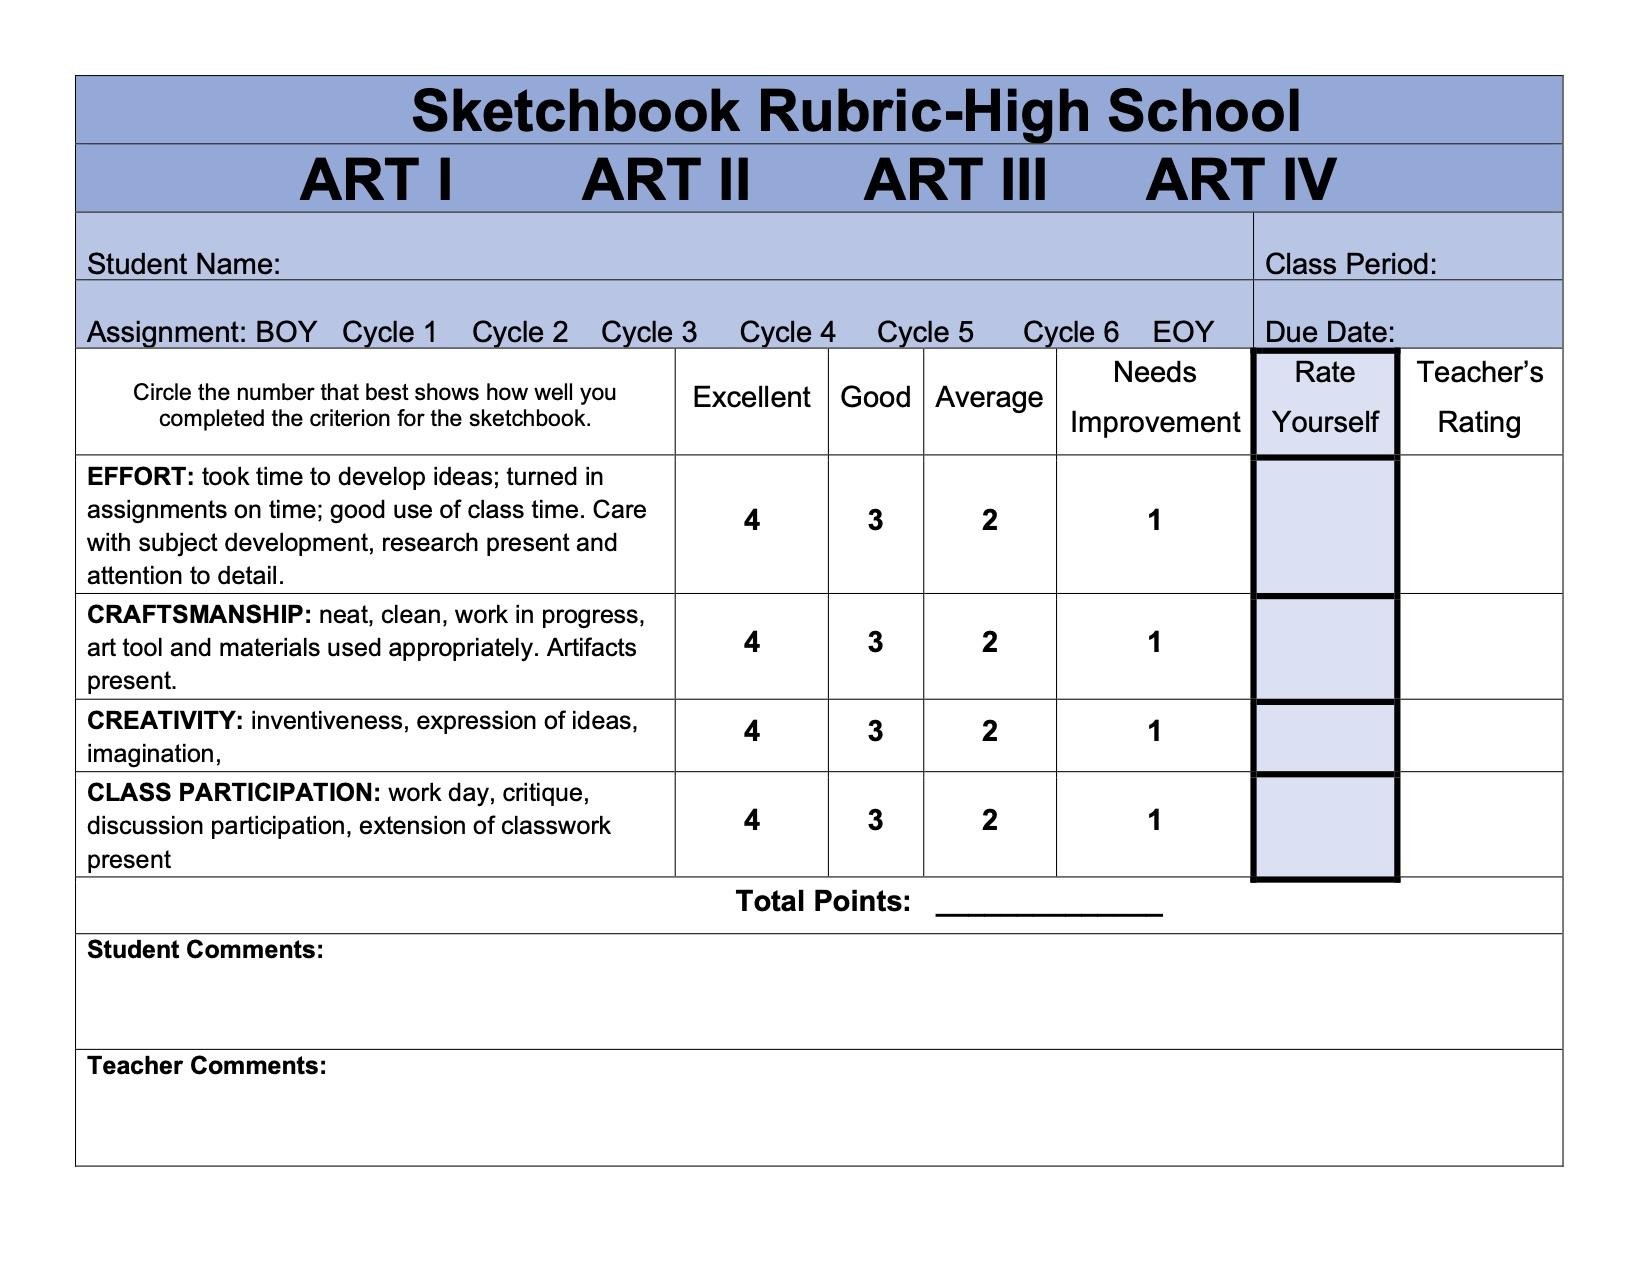 Sketchbook Rubric-High School
ART I ART II ART III ART IV
Student Name: Class Period:
Assignment: BOY Cycle 1 Cycle 2 Cycle 3 Cycle 4 Cycle 5 Cycle 6 EOY Due Date:
Circle the number that best shows how well you
completed the criterion for the sketchbook.
Excellent
Good
Average
Needs
Improvement
Rate
Yourself
Teacher’s
Rating
EFFORT: took time to develop ideas; turned in
assignments on time; good use of class time. Care
with subject development, research present and
attention to detail.
4 3 2 1
CRAFTSMANSHIP: neat, clean, work in progress,
art tool and materials used appropriately. Artifacts
present.
4 3 2 1
CREATIVITY: inventiveness, expression of ideas,
imagination,
4 3 2 1
CLASS PARTICIPATION: work day, critique,
discussion participation, extension of classwork
present
4 3 2 1
Total Points: ______________
Student Comments:
Teacher Comments: